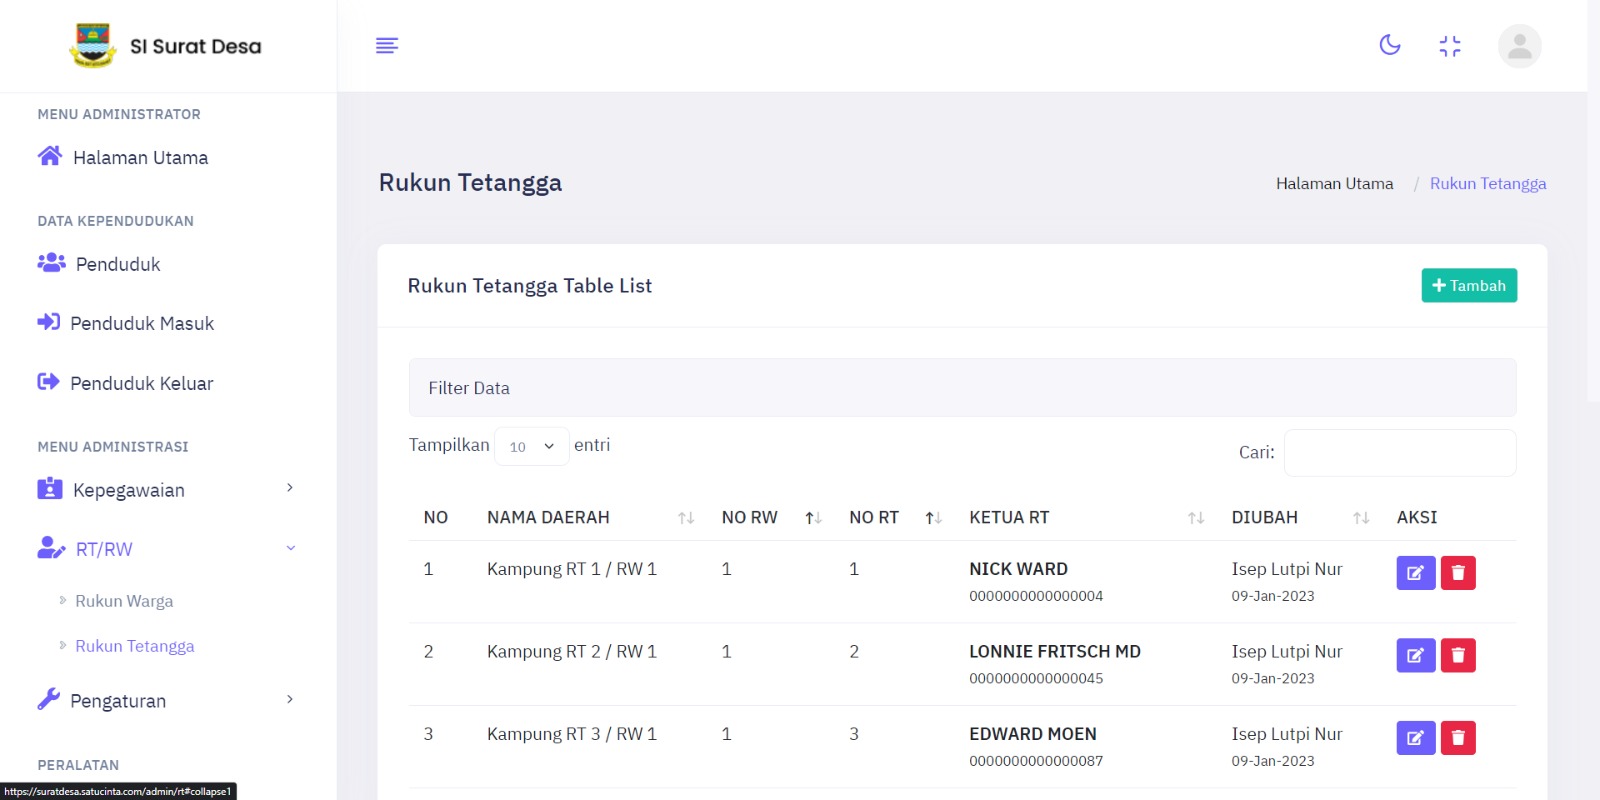 SI Surat Desa
MENU ADMINISTRATOR
Halaman Utama
DATA KEPENDUDUKAN
Penduduk
Penduduk Masuk
Penduduk Keluar
MENU ADMINISTRASI
Kepegawaian
RT/RW
Rukun Warga
Rukun Tetangga
Pengaturan
PERALATAN
https://suratdesa.satucinta.com/admin/rt#collapse1
Rukun Tetangga
Halaman Utama / Rukun Tetangga
Rukun Tetangga Table List
Tambah
Filter Data
Tampilkan 10 entri
Cari:
NO NAMA DAERAH NO RW NO RT KETUA RT DIUBAH AKSI
1 Kampung RT 1 / RW 1 1 1 NICK WARD Isep Lutpi Nur
0000000000000004 09-Jan-2023
2 Kampung RT 2 / RW 1 1 2 LONNIE FRITSCH MD Isep Lutpi Nur
0000000000000045 09-Jan-2023
3 Kampung RT 3 / RW 1 1 3 EDWARD MOEN Isep Lutpi Nur
0000000000000087 09-Jan-2023